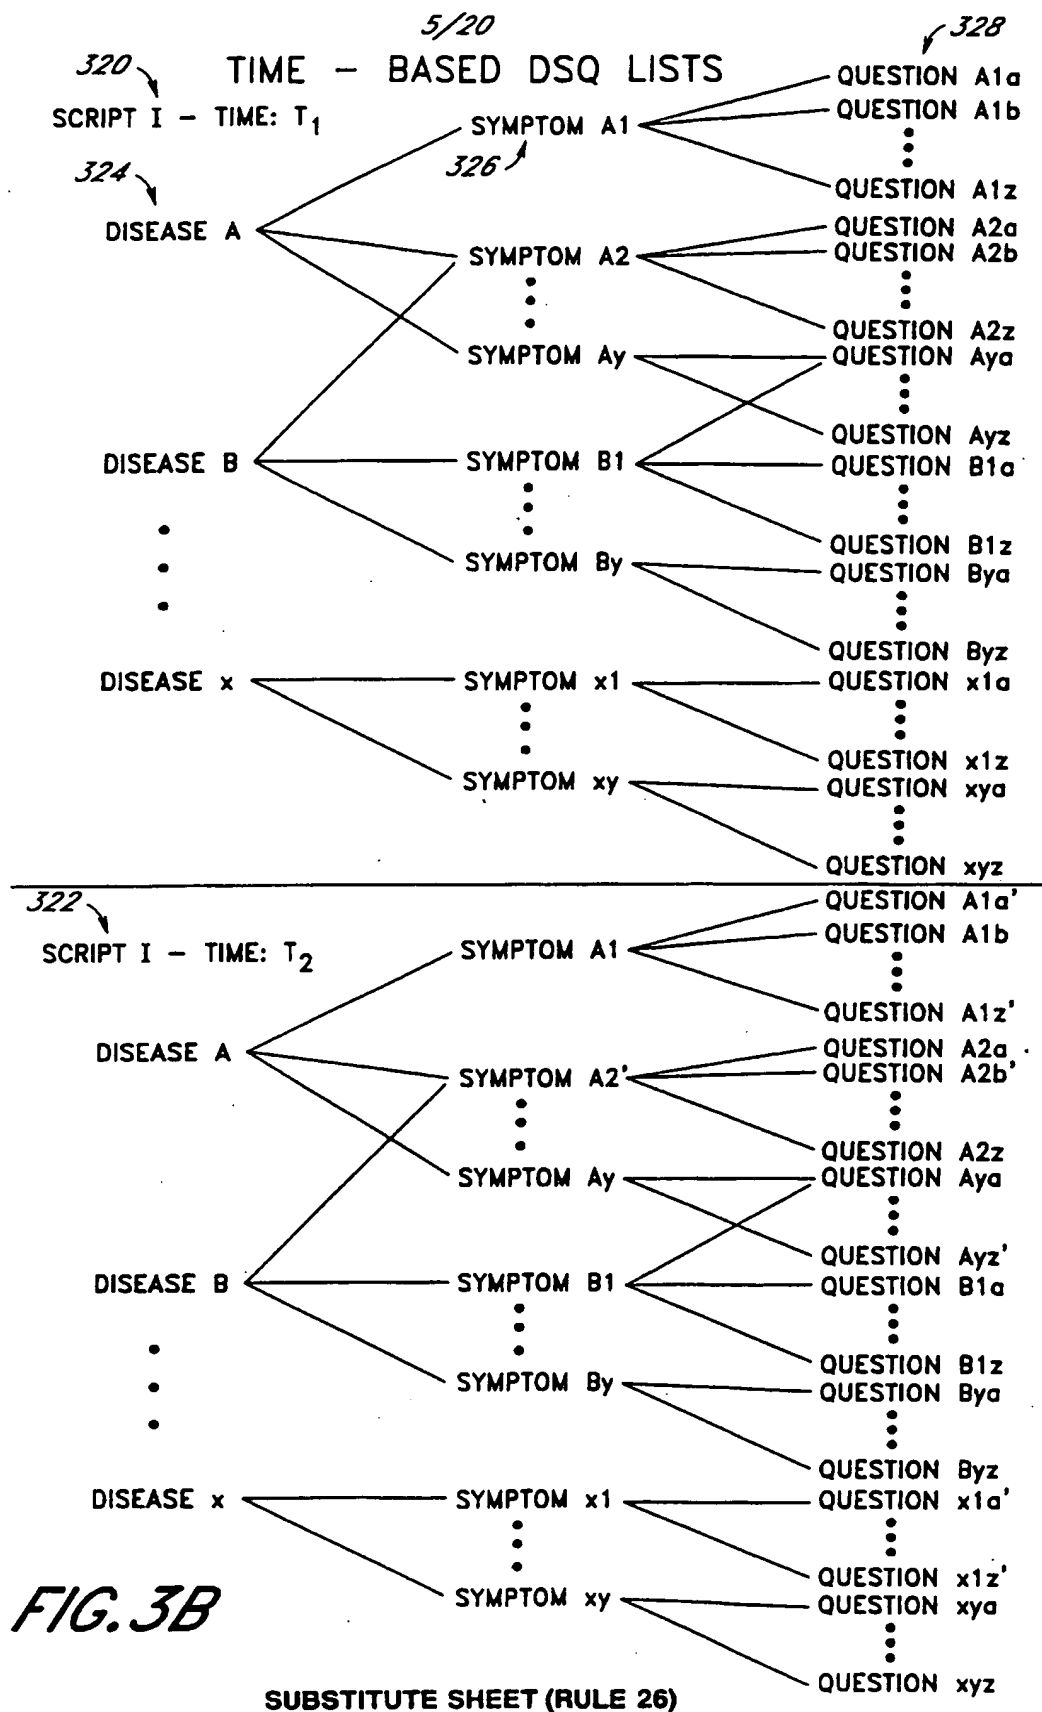 5/20
TIME - BASED DSQ LISTS
320
328
SCRIPT I - TIME: T1
324
326
DISEASE A
SYMPTOM A1
QUESTION A1a
QUESTION A1b
QUESTION A1z
SYMPTOM A2
QUESTION A2a
QUESTION A2b
QUESTION A2z
SYMPTOM Ay
QUESTION Aya
QUESTION Ayz
DISEASE B
SYMPTOM B1
QUESTION B1a
QUESTION B1z
SYMPTOM By
QUESTION Bya
QUESTION Byz
DISEASE x
SYMPTOM x1
QUESTION x1a
QUESTION x1z
SYMPTOM xy
QUESTION xya
QUESTION xyz
322
SCRIPT I - TIME: T2
DISEASE A
SYMPTOM A1
QUESTION A1a'
QUESTION A1b
QUESTION A1z'
SYMPTOM A2'
QUESTION A2a
QUESTION A2b'
QUESTION A2z
SYMPTOM Ay
QUESTION Aya
QUESTION Ayz'
DISEASE B
SYMPTOM B1
QUESTION B1a
QUESTION B1z
SYMPTOM By
QUESTION Bya
QUESTION Byz
DISEASE x
SYMPTOM x1
QUESTION x1a'
QUESTION x1z'
SYMPTOM xy
QUESTION xya
QUESTION xyz
FIG. 3B
SUBSTITUTE SHEET (RULE 26)